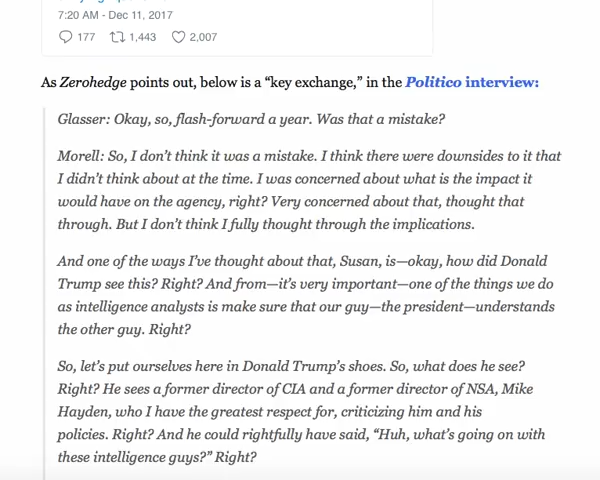 7:20 AM - Dec 11, 2017
177 1,443 2,007
As Zerohedge points out, below is a “key exchange,” in the Politico interview:
Glasser: Okay, so, flash-forward a year. Was that a mistake?
Morell: So, I don’t think it was a mistake. I think there were downsides to it that
I didn’t think about at the time. I was concerned about what is the impact it
would have on the agency, right? Very concerned about that, thought that
through. But I don’t think I fully thought through the implications.
And one of the ways I’ve thought about that, Susan, is—okay, how did Donald
Trump see this? Right? And from—it’s very important—one of the things we do
as intelligence analysts is make sure that our guy—the president—understands
the other guy. Right?
So, let’s put ourselves here in Donald Trump’s shoes. So, what does he see?
Right? He sees a former director of CIA and a former director of NSA, Mike
Hayden, who I have the greatest respect for, criticizing him and his
policies. Right? And he could rightfully have said, “Huh, what’s going on with
these intelligence guys?” Right?